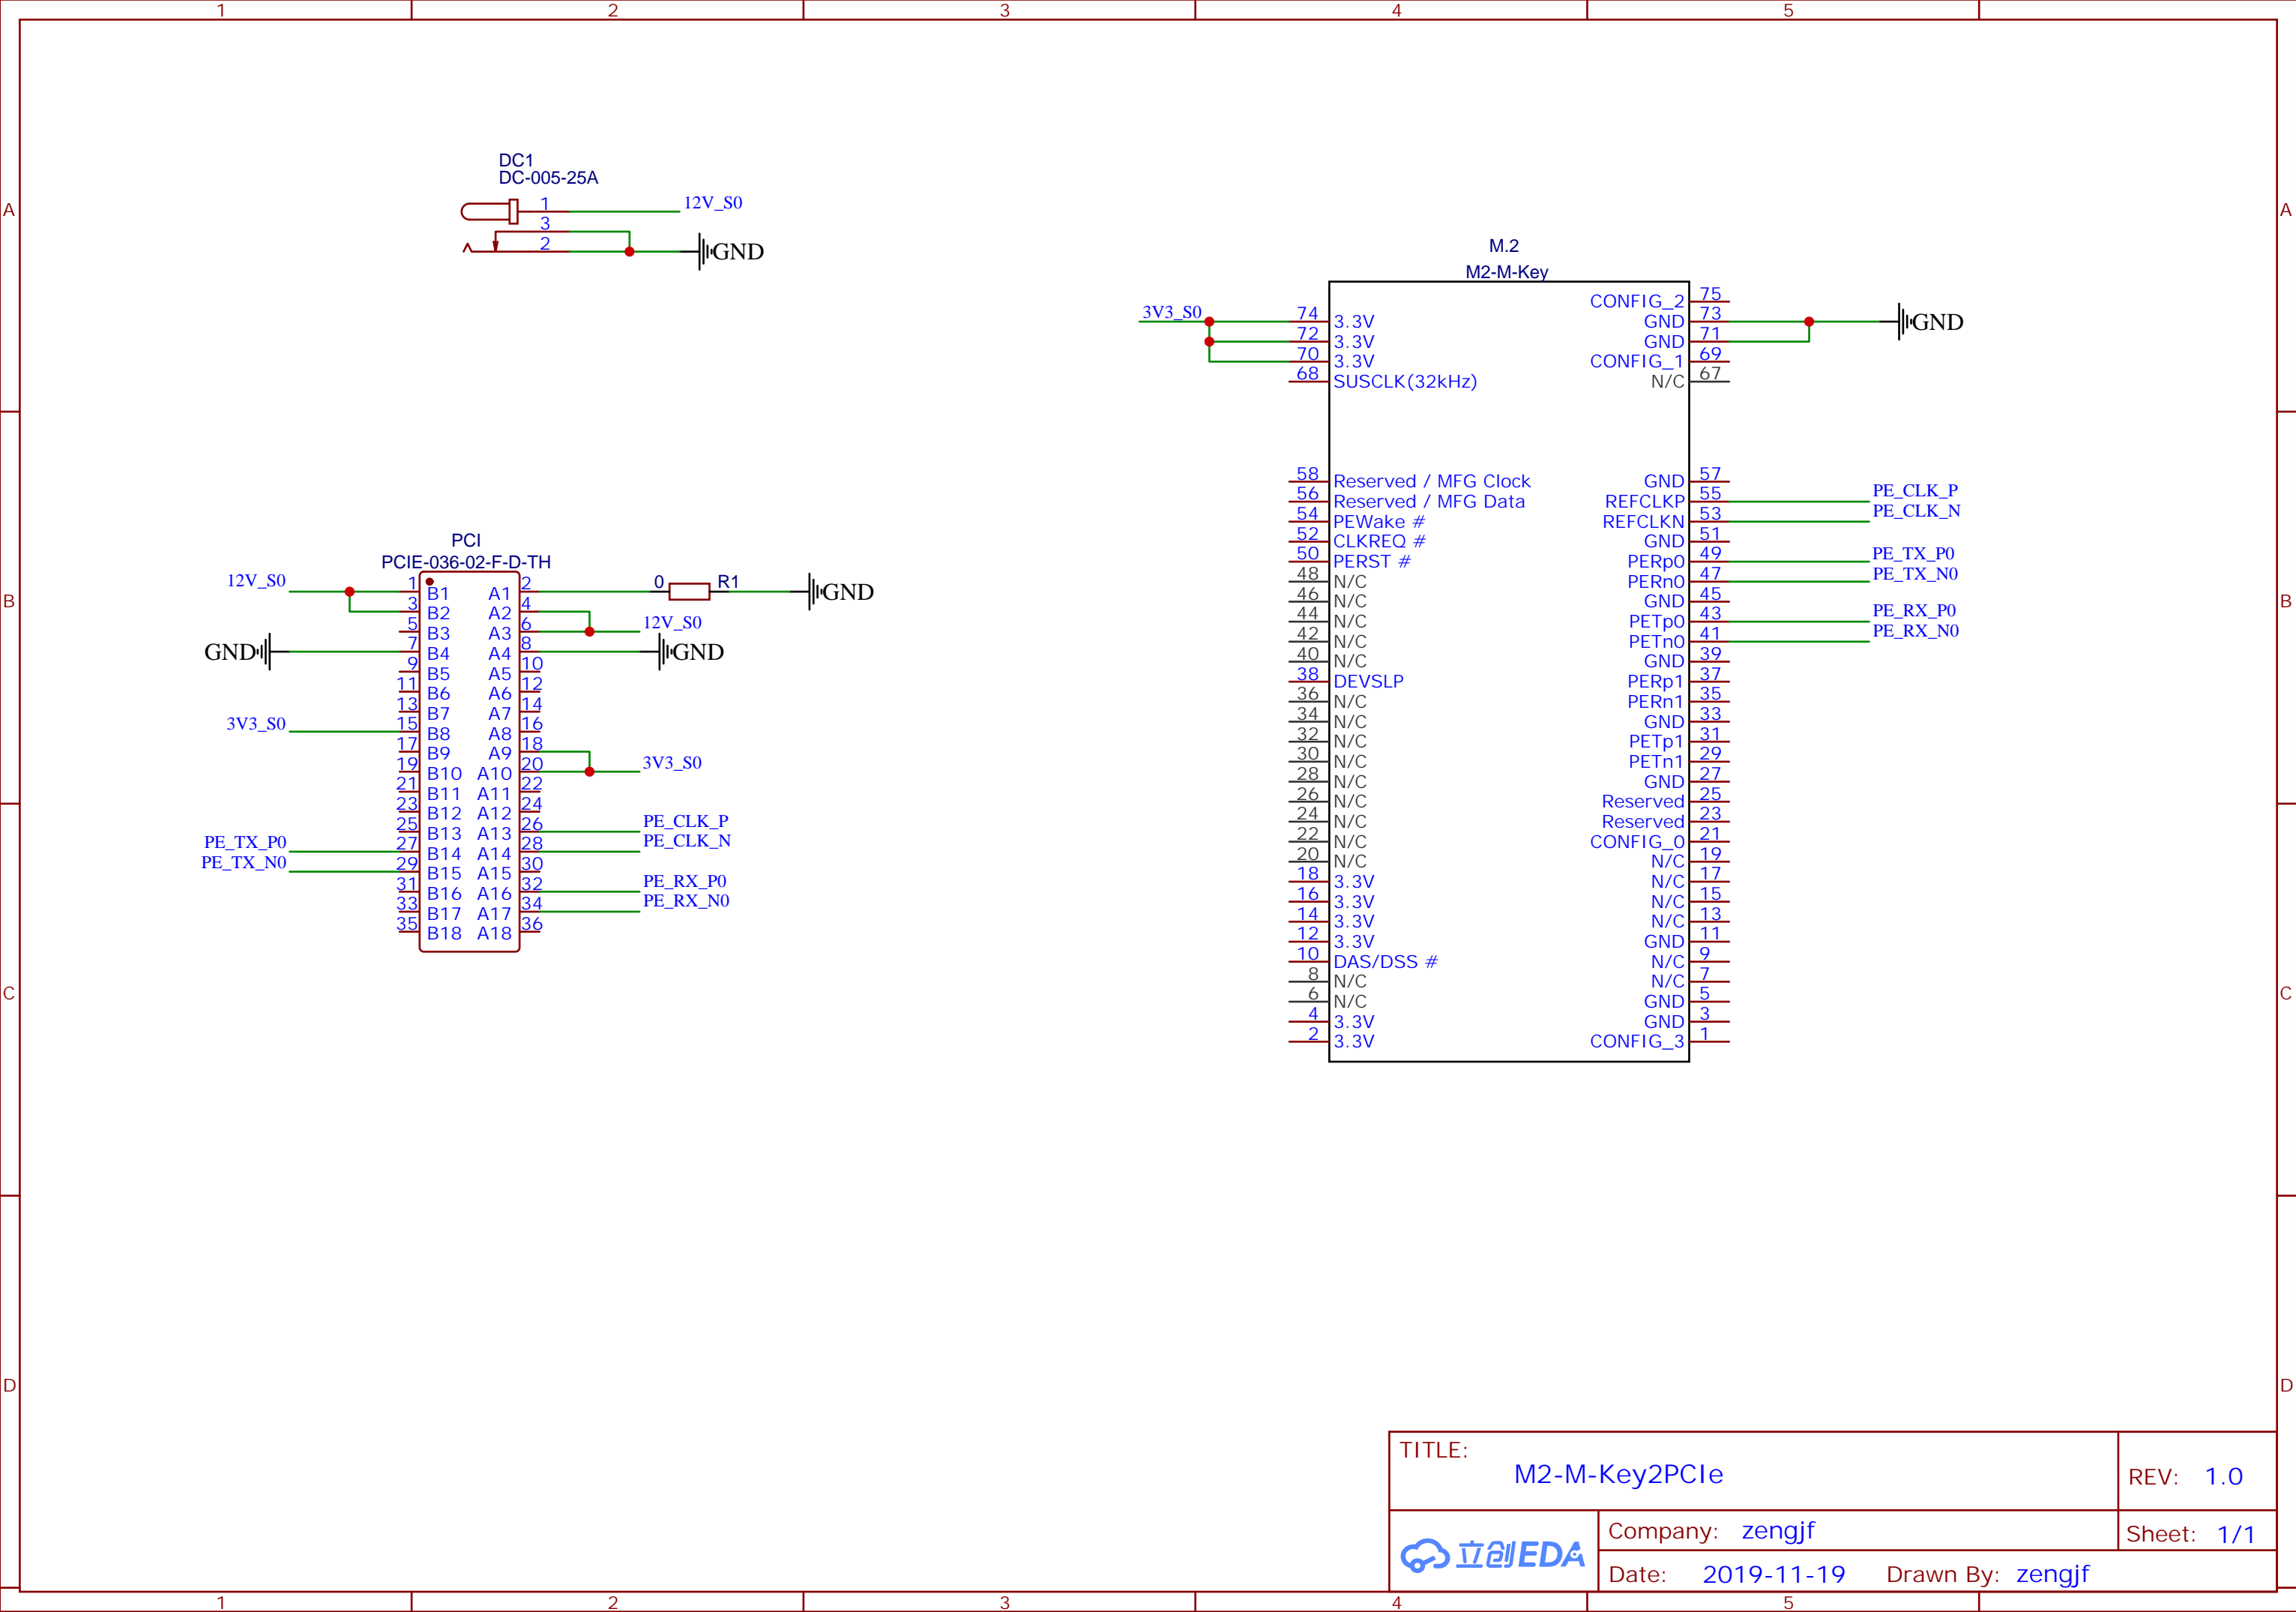 1 2 3 4 5
A A
B B
C C
D D
DC1
DC-005-25A
1 12V_S0
3
2 GND
PCI
PCIE-036-02-F-D-TH
12V_S0 1 B1 A1 2 0 R1 GND
3 B2 A2 4
5 B3 A3 6 12V_S0
GND 7 B4 A4 8 GND
9 B5 A5 10
11 B6 A6 12
13 B7 A7 14
3V3_S0 15 B8 A8 16
17 B9 A9 18
19 B10 A10 20 3V3_S0
21 B11 A11 22
23 B12 A12 24
25 B13 A13 26 PE_CLK_P
PE_TX_P0 27 B14 A14 28 PE_CLK_N
PE_TX_N0 29 B15 A15 30
31 B16 A16 32 PE_RX_P0
33 B17 A17 34 PE_RX_N0
35 B18 A18 36
M.2
M2-M-Key
CONFIG_2 75
3V3_S0 74 3.3V GND 73 GND
72 3.3V GND 71
70 3.3V CONFIG_1 69
68 SUSCLK(32kHz) N/C 67
58 Reserved / MFG Clock GND 57
56 Reserved / MFG Data REFCLKP 55 PE_CLK_P
54 PEWake # REFCLKN 53 PE_CLK_N
52 CLKREQ # GND 51
50 PERST # PERp0 49 PE_TX_P0
48 N/C PERn0 47 PE_TX_N0
46 N/C GND 45
44 N/C PETp0 43 PE_RX_P0
42 N/C PETn0 41 PE_RX_N0
40 N/C GND 39
38 DEVSLP PERp1 37
36 N/C PERn1 35
34 N/C GND 33
32 N/C PETp1 31
30 N/C PETn1 29
28 N/C GND 27
26 N/C Reserved 25
24 N/C Reserved 23
22 N/C CONFIG_0 21
20 N/C N/C 19
18 3.3V N/C 17
16 3.3V N/C 15
14 3.3V N/C 13
12 3.3V GND 11
10 DAS/DSS # N/C 9
8 N/C N/C 7
6 N/C GND 5
4 3.3V GND 3
2 3.3V CONFIG_3 1
TITLE:
M2-M-Key2PCIe
REV: 1.0
立创EDA
Company: zengjf
Sheet: 1/1
Date: 2019-11-19 Drawn By: zengjf
1 2 3 4 5